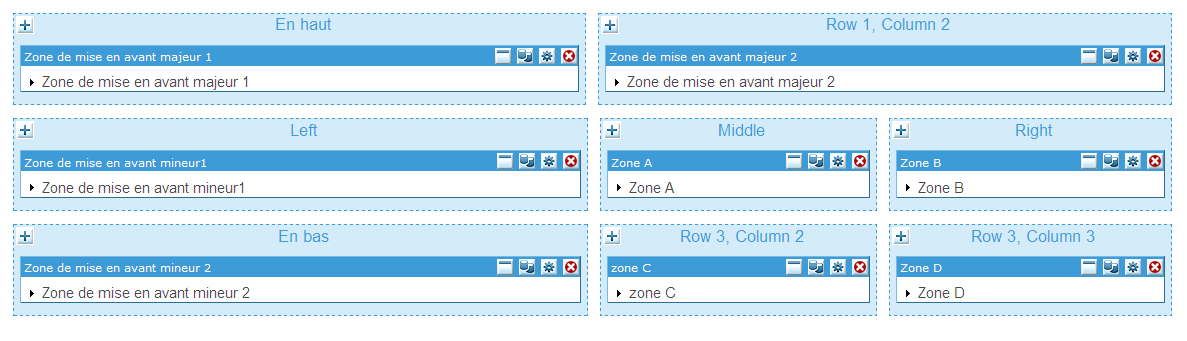 En haut
Zone de mise en avant majeur 1
Zone de mise en avant majeur 1
Row 1, Column 2
Zone de mise en avant majeur 2
Zone de mise en avant majeur 2
Left
Zone de mise en avant mineur1
Zone de mise en avant mineur1
Middle
Zone A
Zone A
Right
Zone B
Zone B
En bas
Zone de mise en avant mineur 2
Zone de mise en avant mineur 2
Row 3, Column 2
zone C
zone C
Row 3, Column 3
Zone D
Zone D